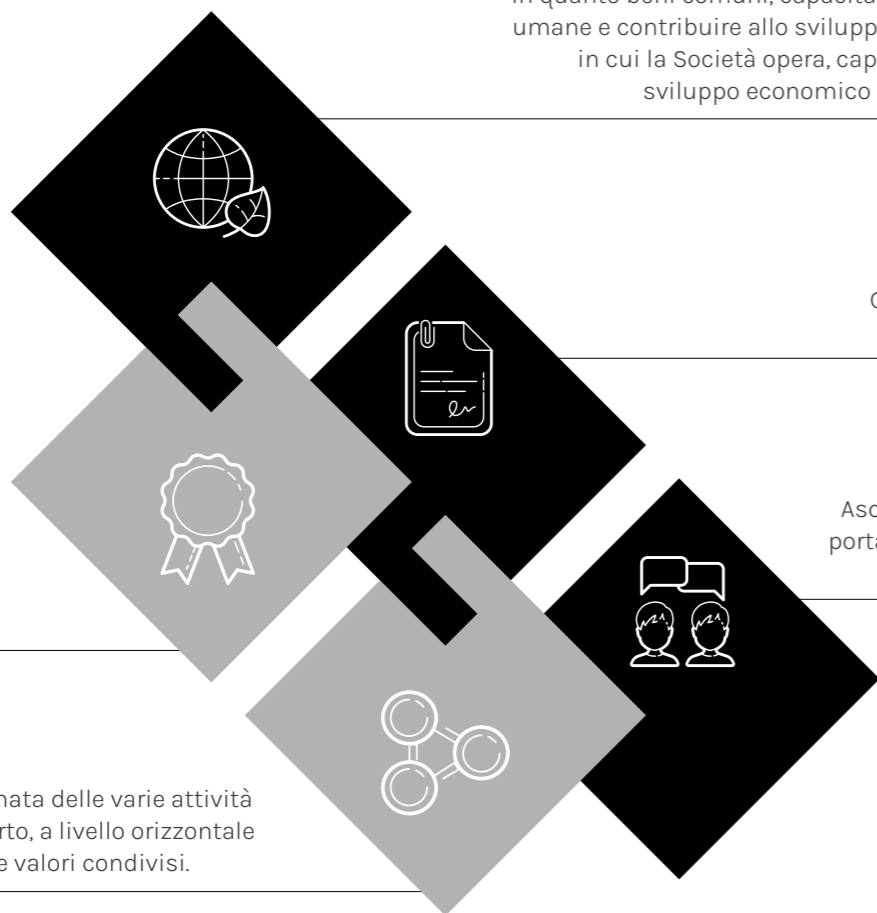 in quanto beni comuni, capacità
umane e contribuire allo svilupp
in cui la Società opera, cap
sviluppo economico
Asc
porta
nata delle varie attività
rto, a livello orizzontale
e valori condivisi.